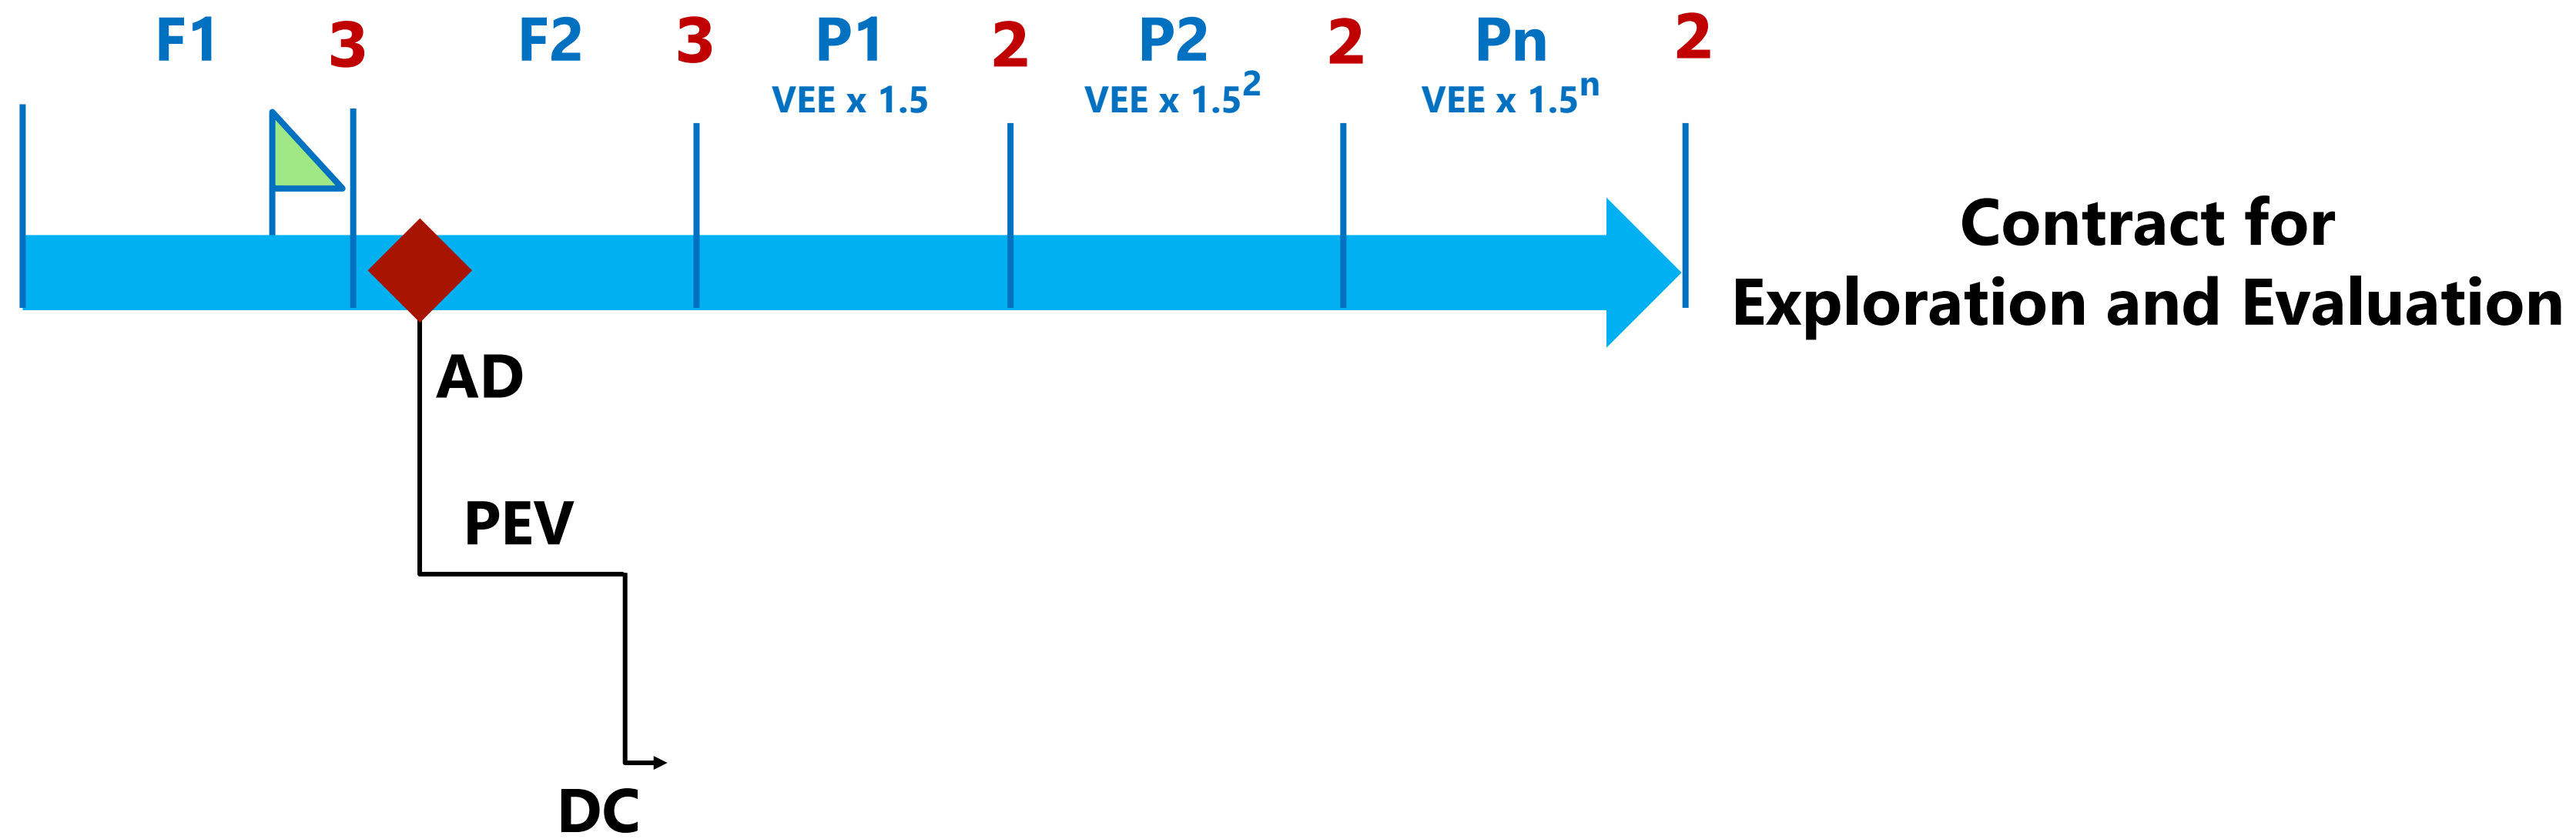 F1 3 F2 3 P1 2 P2 2 Pn 2
VEE x 1.5 VEE x 1.5² VEE x 1.5ⁿ
Contract for
Exploration and Evaluation
AD
PEV
DC